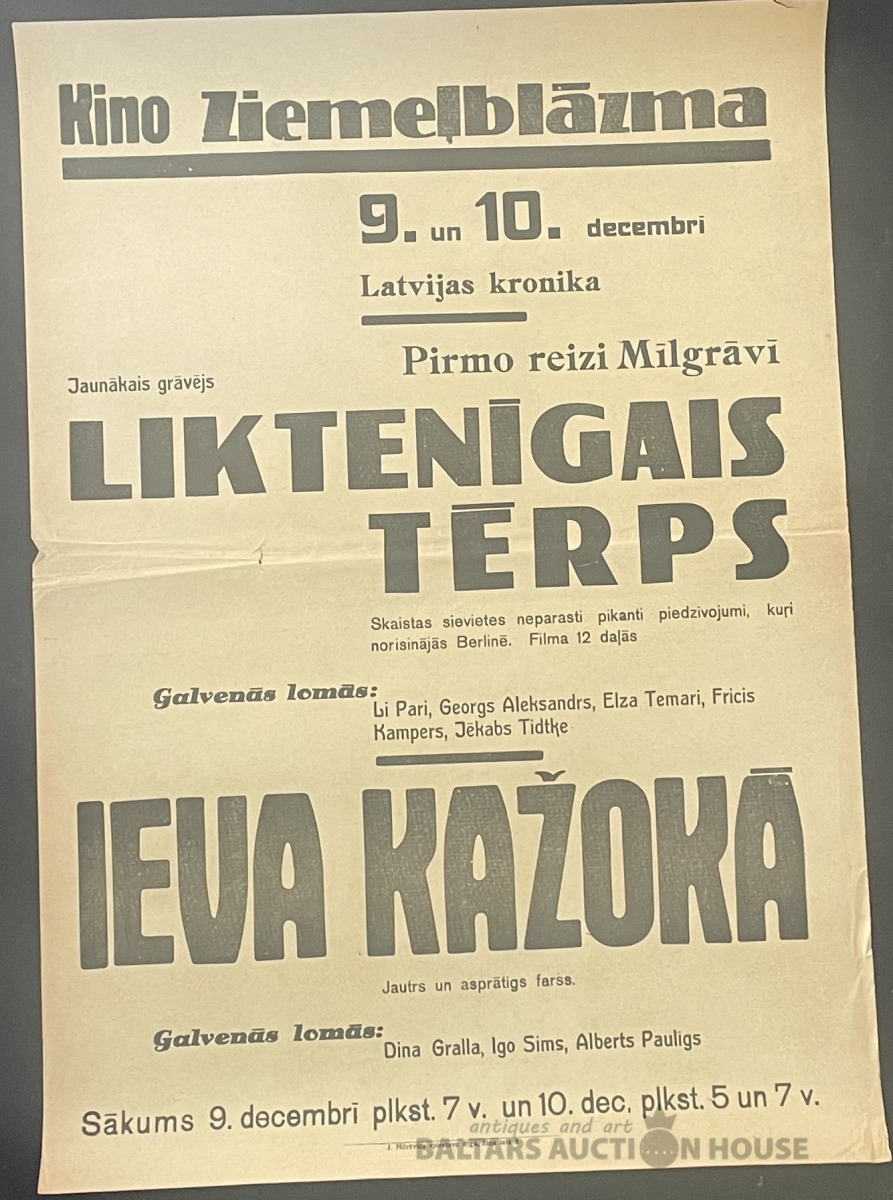 Kino Ziemeļblāzma
9. un 10. decembrī
Latvijas kronika
Pirmo reizi Mīlgrāvī
Jaunākais grāvējs
LIKTENĪGAIS
TĒRPS
Skaistas sievietes neparasti pikanti piedzivojumi, kuŗi
norisinājās Berlinē. Filma 12 daļās
Galvenās lomās:
Li Pari, Georgs Aleksandrs, Elza Temari, Fricis
Kampers, Jēkabs Tidtķe
IEVA KAŽOKĀ
Jautrs un asprātigs farss.
Galvenās lomās:
Dina Gralla, Igo Sims, Alberts Pauligs
Sākums 9. decembrī plkst. 7 v. un 10. dec. plkst. 5 un 7 v.
antiques and art
BALTARS AUCTION HOUSE